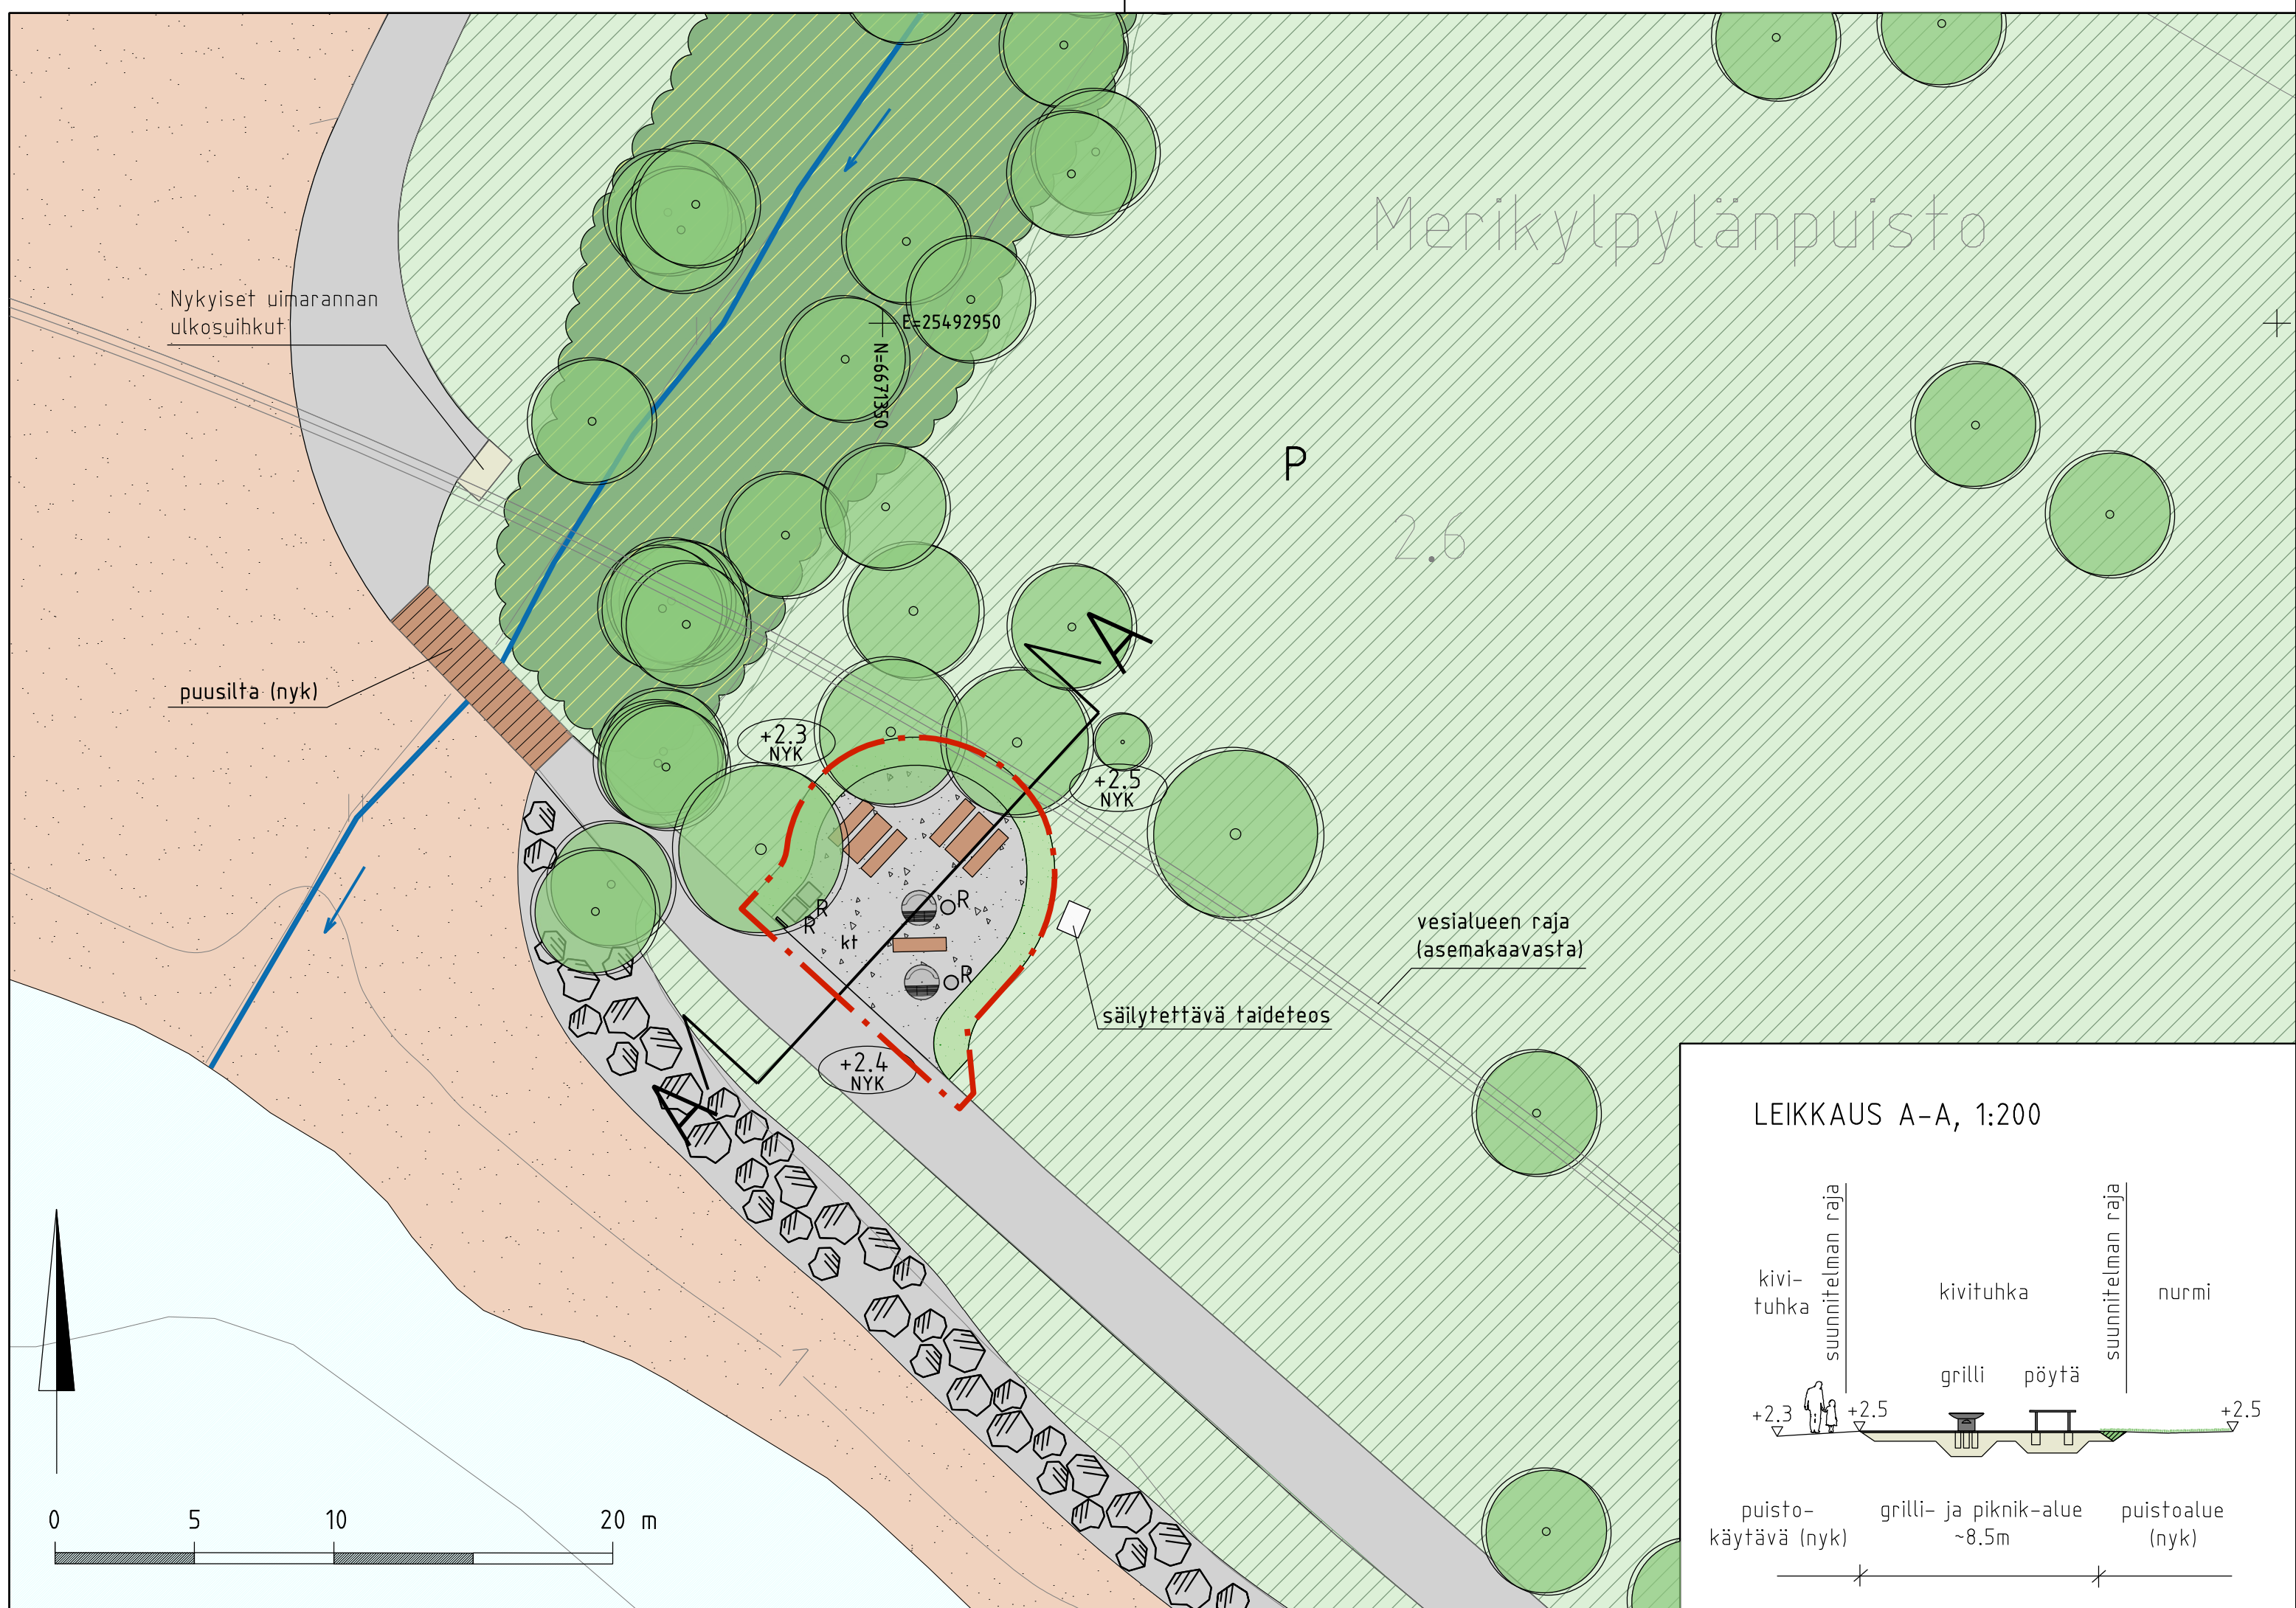 Merikylpylänpuisto
Nykyiset uimarannan
ulkosuihkut
E=25492950
N=6671350
P
2.6
A
puusilta (nyk)
+2.3
NYK
+2.5
NYK
R
R
R
kt
R
vesialueen raja
(asemakaavasta)
säilytettävä taideteos
+2.4
NYK
A
1
LEIKKAUS A-A, 1:200
suunnitelman raja
suunnitelman raja
kivi-
tuhka
kivituhka
nurmi
grilli
pöytä
+2.3
+2.5
+2.5
puisto-
käytävä (nyk)
grilli- ja piknik-alue
~8.5m
puistoalue
(nyk)
0 5 10 20 m